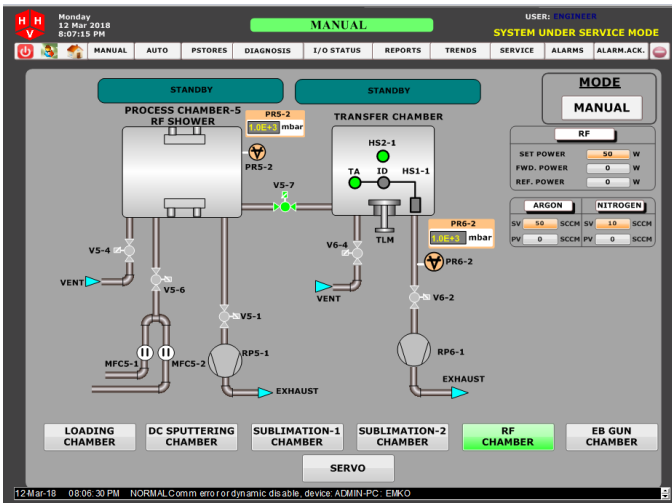 H H V
Monday
12 Mar 2018
8:07:15 PM
MANUAL
USER: ENGINEER
SYSTEM UNDER SERVICE MODE
MANUAL AUTO PSTORES DIAGNOSIS I/O STATUS REPORTS TRENDS SERVICE ALARMS ALARM.ACK.
STANDBY
STANDBY
MODE
MANUAL
PROCESS CHAMBER-5
RF SHOWER
PR5-2
1.0E+3 mbar
PR5-2
TRANSFER CHAMBER
HS2-1
TA ID HS1-1
TLM
V5-7
RF
SET POWER 50 W
FWD. POWER 0 W
REF. POWER 0 W
ARGON NITROGEN
SV 50 SCCM SV 10 SCCM
PV 0 SCCM PV 0 SCCM
PR6-2
1.0E+3 mbar
PR6-2
V5-4
VENT
V5-6
V5-1
V6-4
VENT
V6-2
MFC5-1 MFC5-2
RP5-1
EXHAUST
RP6-1
EXHAUST
LOADING
CHAMBER
DC SPUTTERING
CHAMBER
SUBLIMATION-1
CHAMBER
SUBLIMATION-2
CHAMBER
RF
CHAMBER
EB GUN
CHAMBER
SERVO
12-Mar-18 08:06:30 PM NORMAL Comm error or dynamic disable, device: ADMIN-PC : EMKO